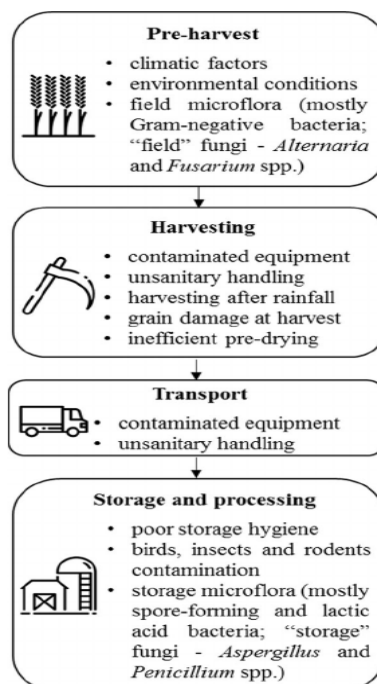 Pre-harvest
• climatic factors
• environmental conditions
• field microflora (mostly
Gram-negative bacteria;
“field” fungi - Alternaria
and Fusarium spp.)
Harvesting
• contaminated equipment
• unsanitary handling
• harvesting after rainfall
• grain damage at harvest
• inefficient pre-drying
Transport
• contaminated equipment
• unsanitary handling
Storage and processing
• poor storage hygiene
• birds, insects and rodents
contamination
• storage microflora (mostly
spore-forming and lactic
acid bacteria; “storage”
fungi - Aspergillus and
Penicillium spp.)